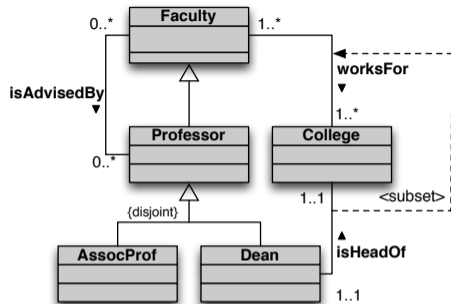 Faculty
0..*
1..*
isAdvisedBy
▼
worksFor
▼
0..*
1..*
Professor
College
{disjoint}
1..1
<subset>
AssocProf
Dean
▲
isHeadOf
1..1